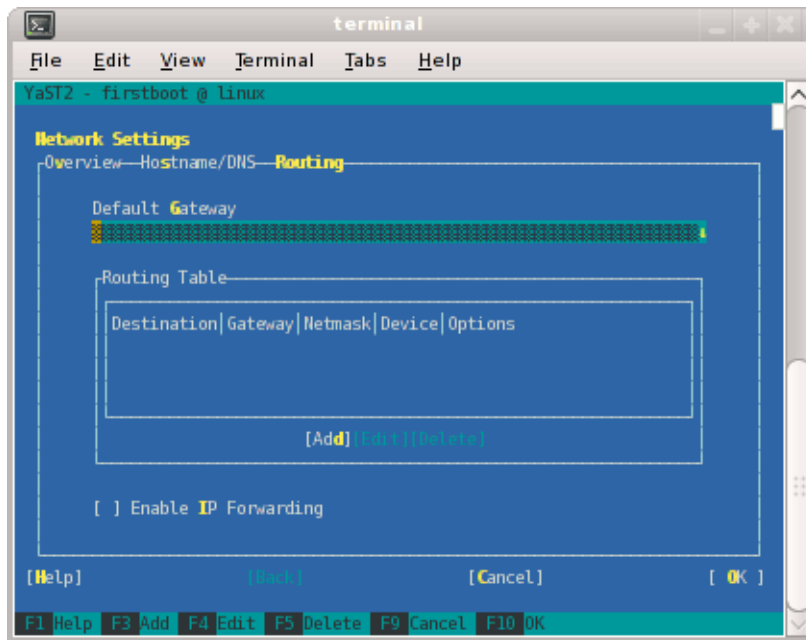 terminal
File Edit View Terminal Tabs Help
YaST2 - firstboot @ linux
Network Settings
Overview Hostname/DNS Routing
Default Gateway
Routing Table
Destination|Gateway|Netmask|Device|Options
[Add][Edit][Delete]
[ ] Enable IP Forwarding
[Help] [Back] [Cancel] [ OK ]
F1 Help F3 Add F4 Edit F5 Delete F9 Cancel F10 OK